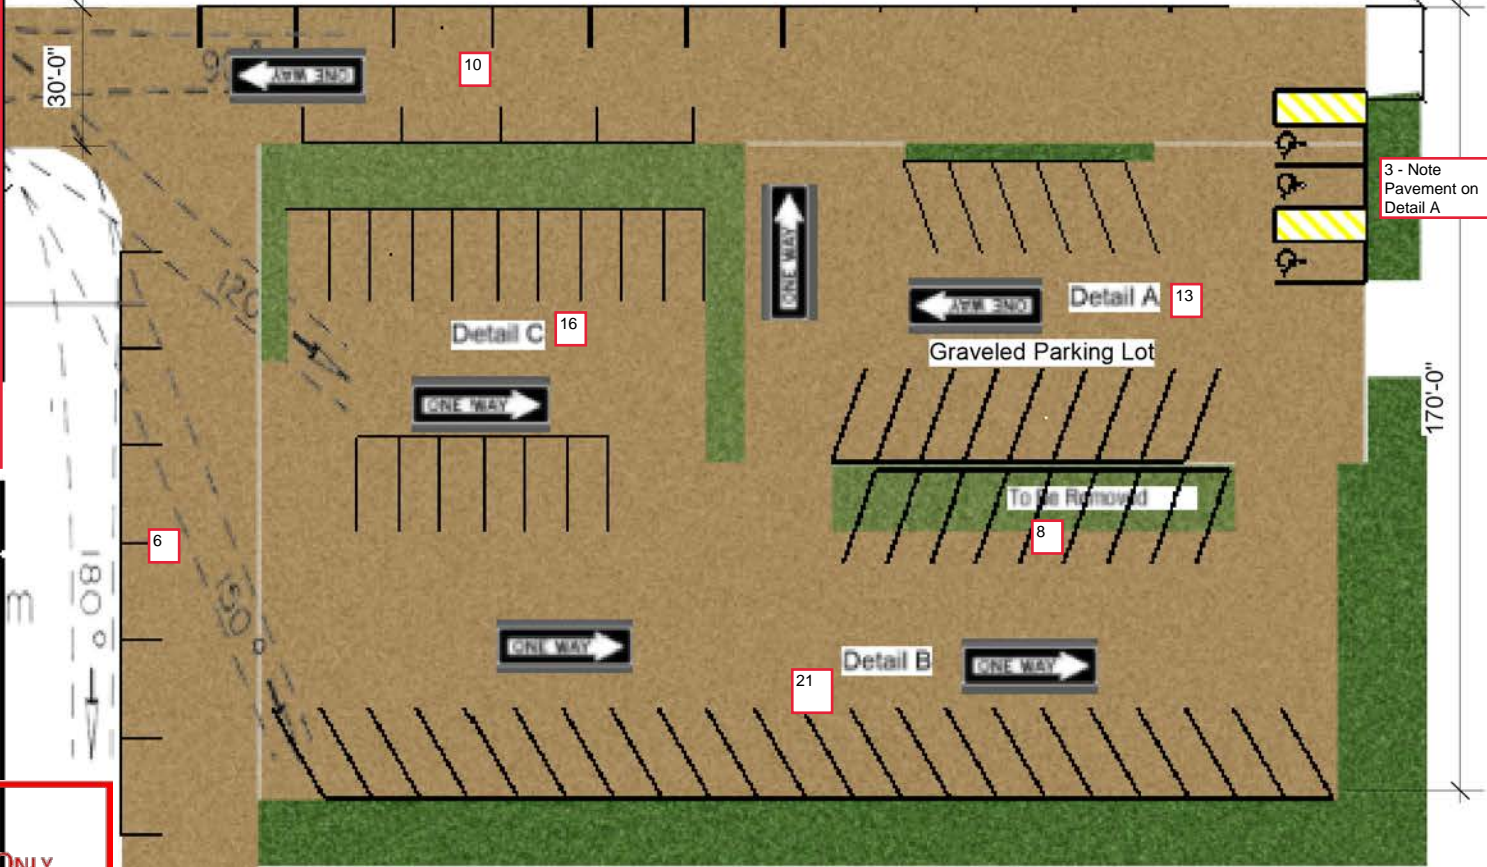 30'-0"
10
ONE WAY
3 - Note
Pavement on
Detail A
ONE WAY
120
Detail C
16
ONE WAY
Detail A
13
Graveled Parking Lot
ONE WAY
170'-0"
To Be Removed
8
6
180°
150°
m
ONE WAY
Detail B
ONE WAY
21
ONLY